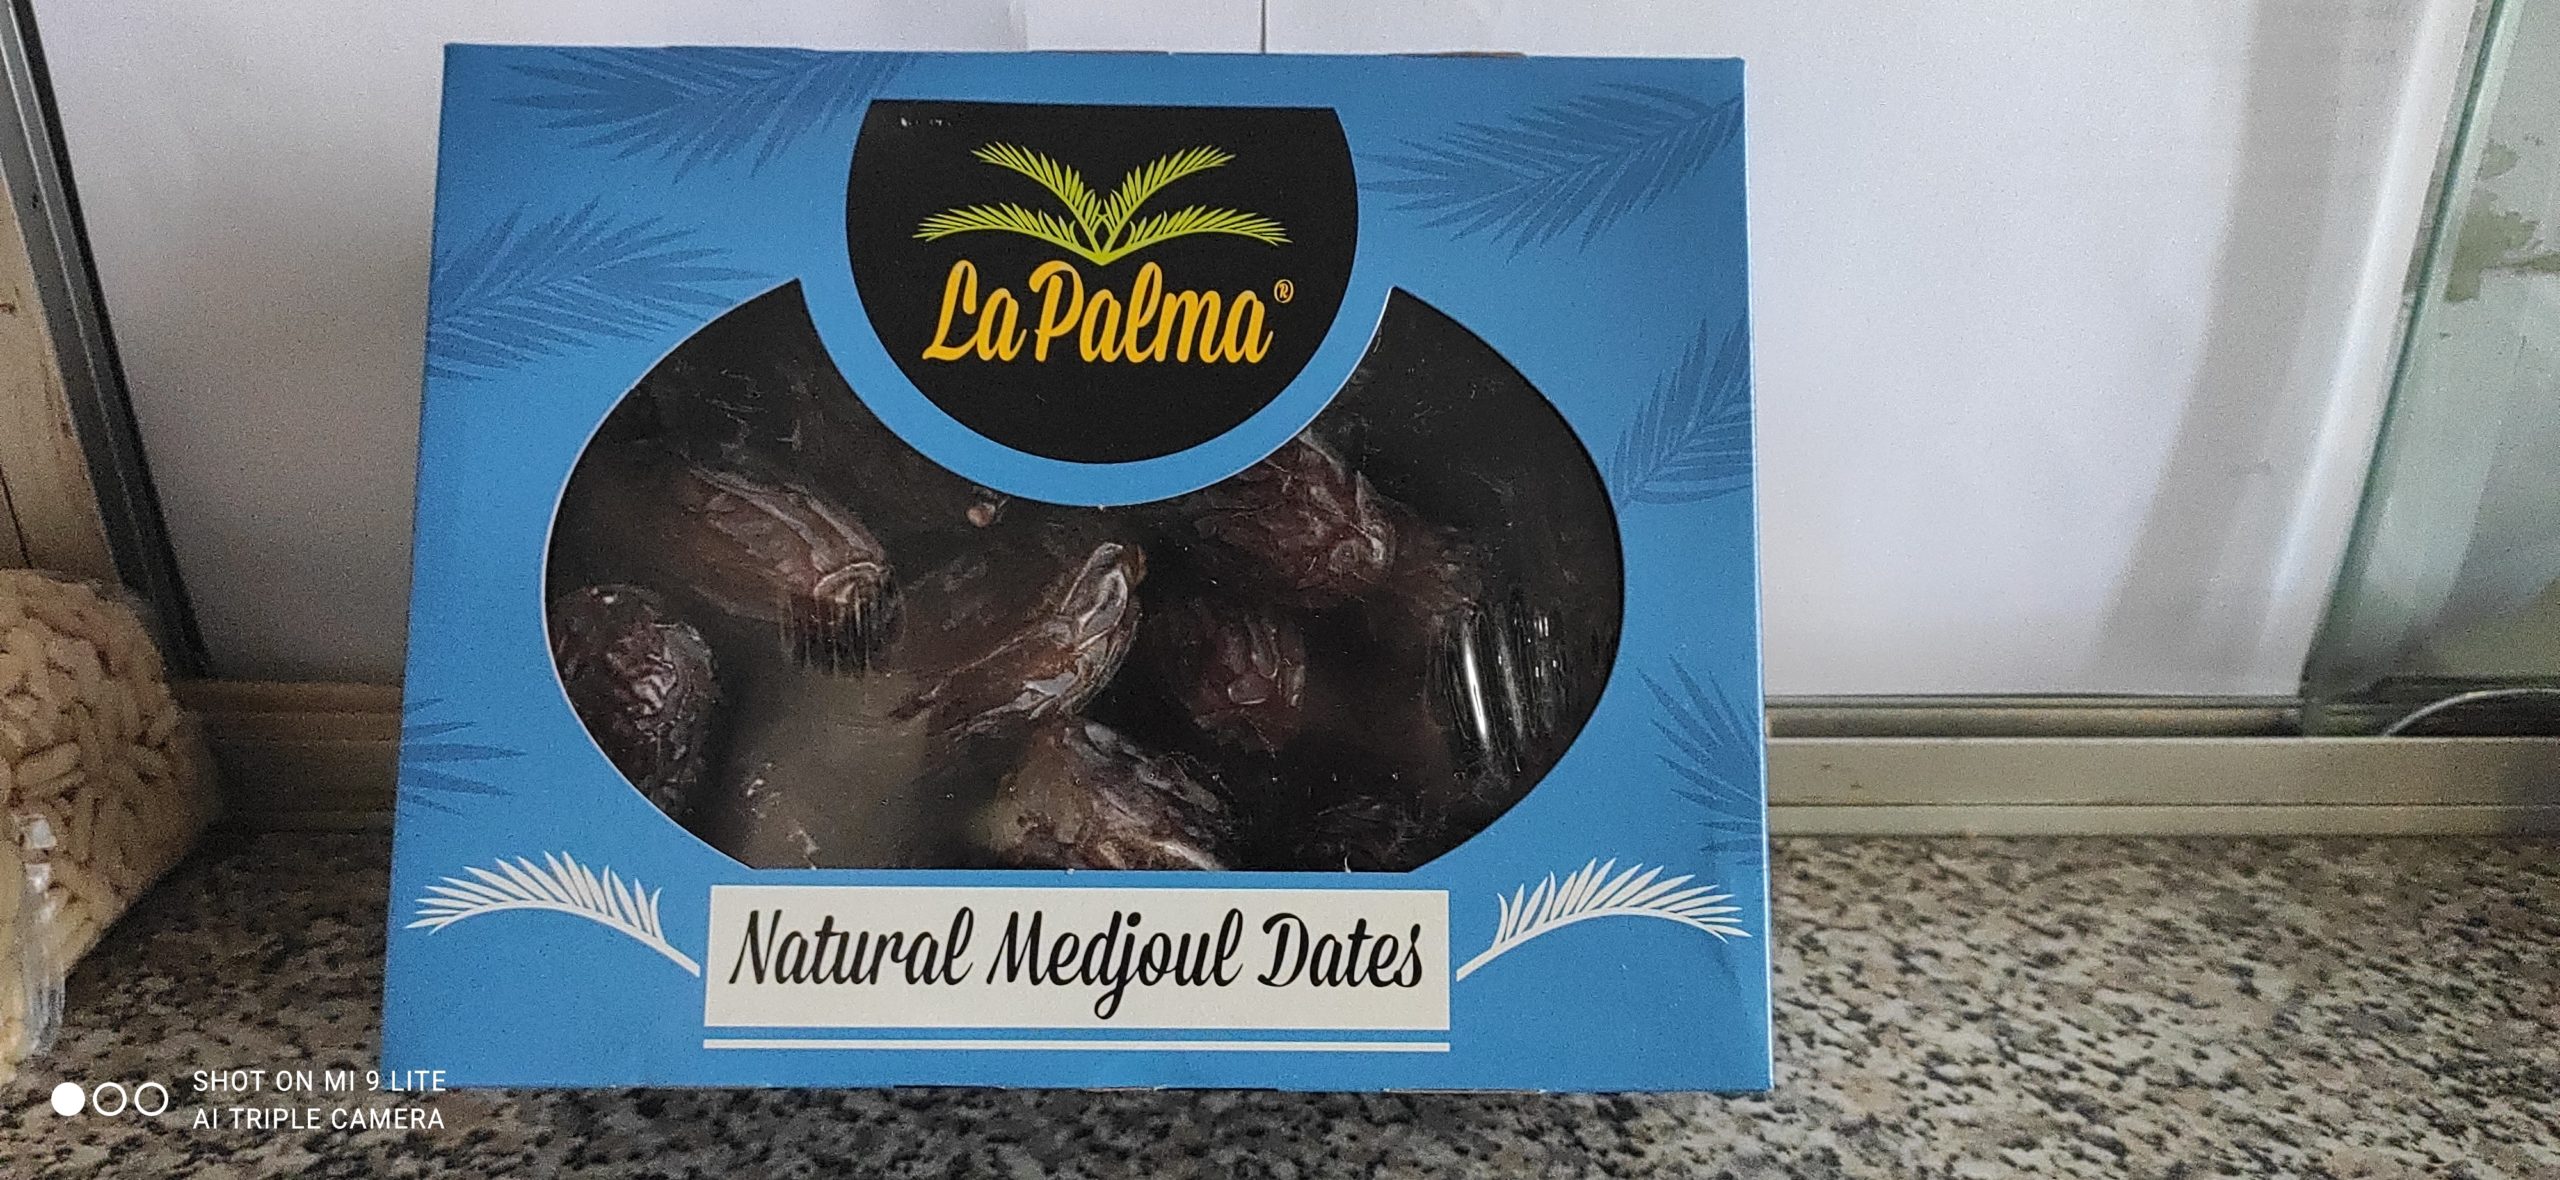 La Palma®
Natural Medjoul Dates
SHOT ON MI 9 LITE
AI TRIPLE CAMERA